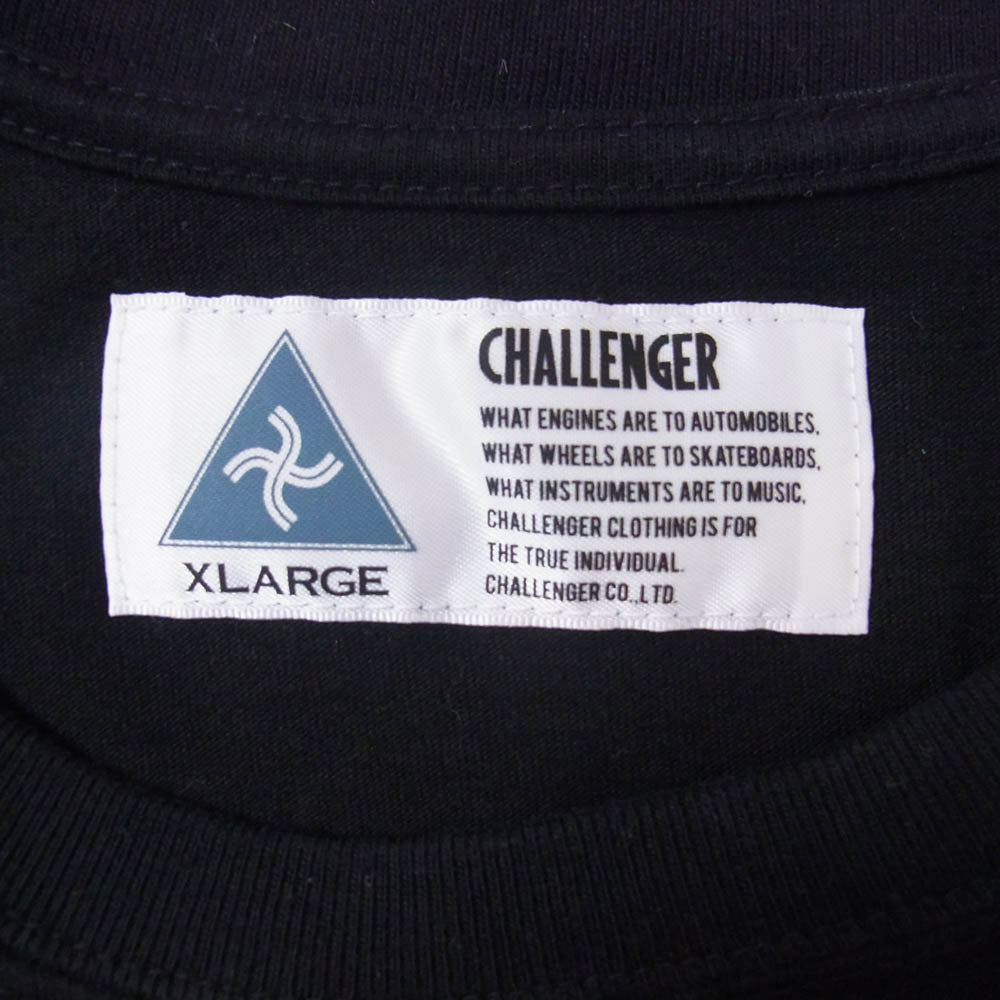 XLARGE
CHALLENGER
WHAT ENGINES ARE TO AUTOMOBILES,
WHAT WHEELS ARE TO SKATEBOARDS,
WHAT INSTRUMENTS ARE TO MUSIC,
CHALLENGER CLOTHING IS FOR
THE TRUE INDIVIDUAL.
CHALLENGER CO.,LTD.